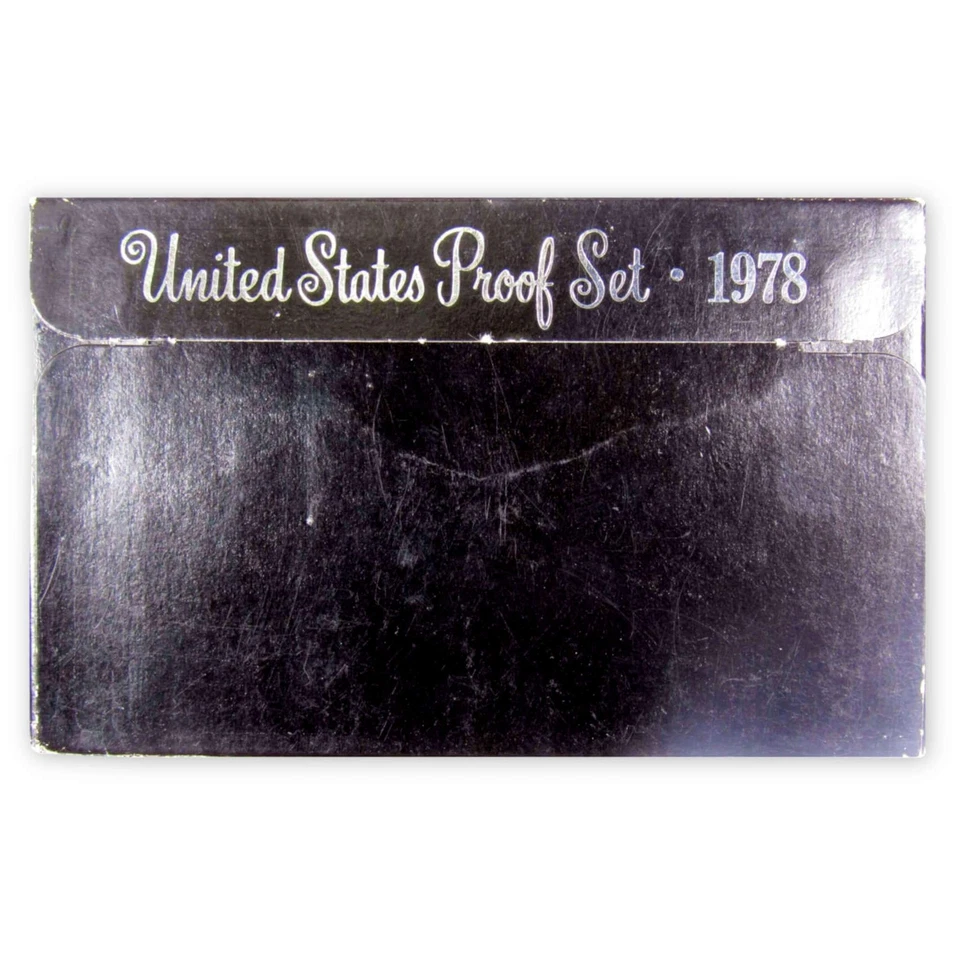 United States Proof Set • 1978